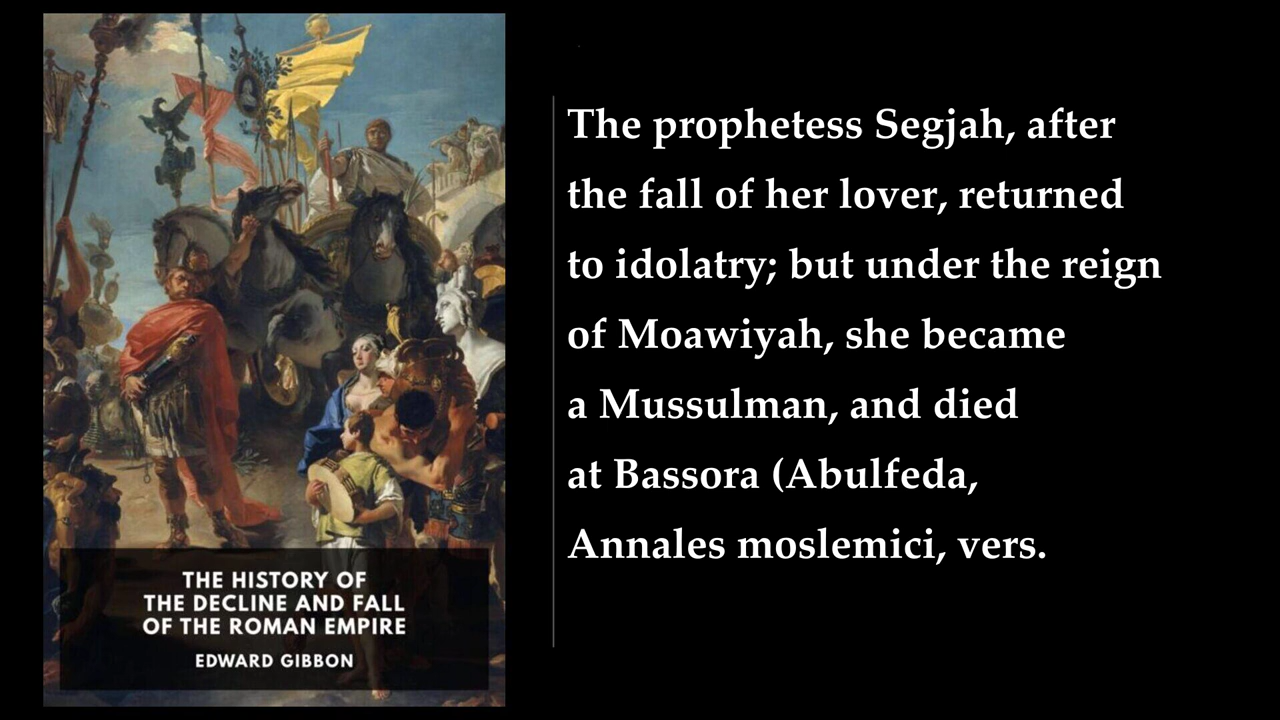 THE HISTORY OF
THE DECLINE AND FALL
OF THE ROMAN EMPIRE
EDWARD GIBBON
The prophetess Segjah, after
the fall of her lover, returned
to idolatry; but under the reign
of Moawiyah, she became
a Mussulman, and died
at Bassora (Abulfeda,
Annales moslemici, vers.